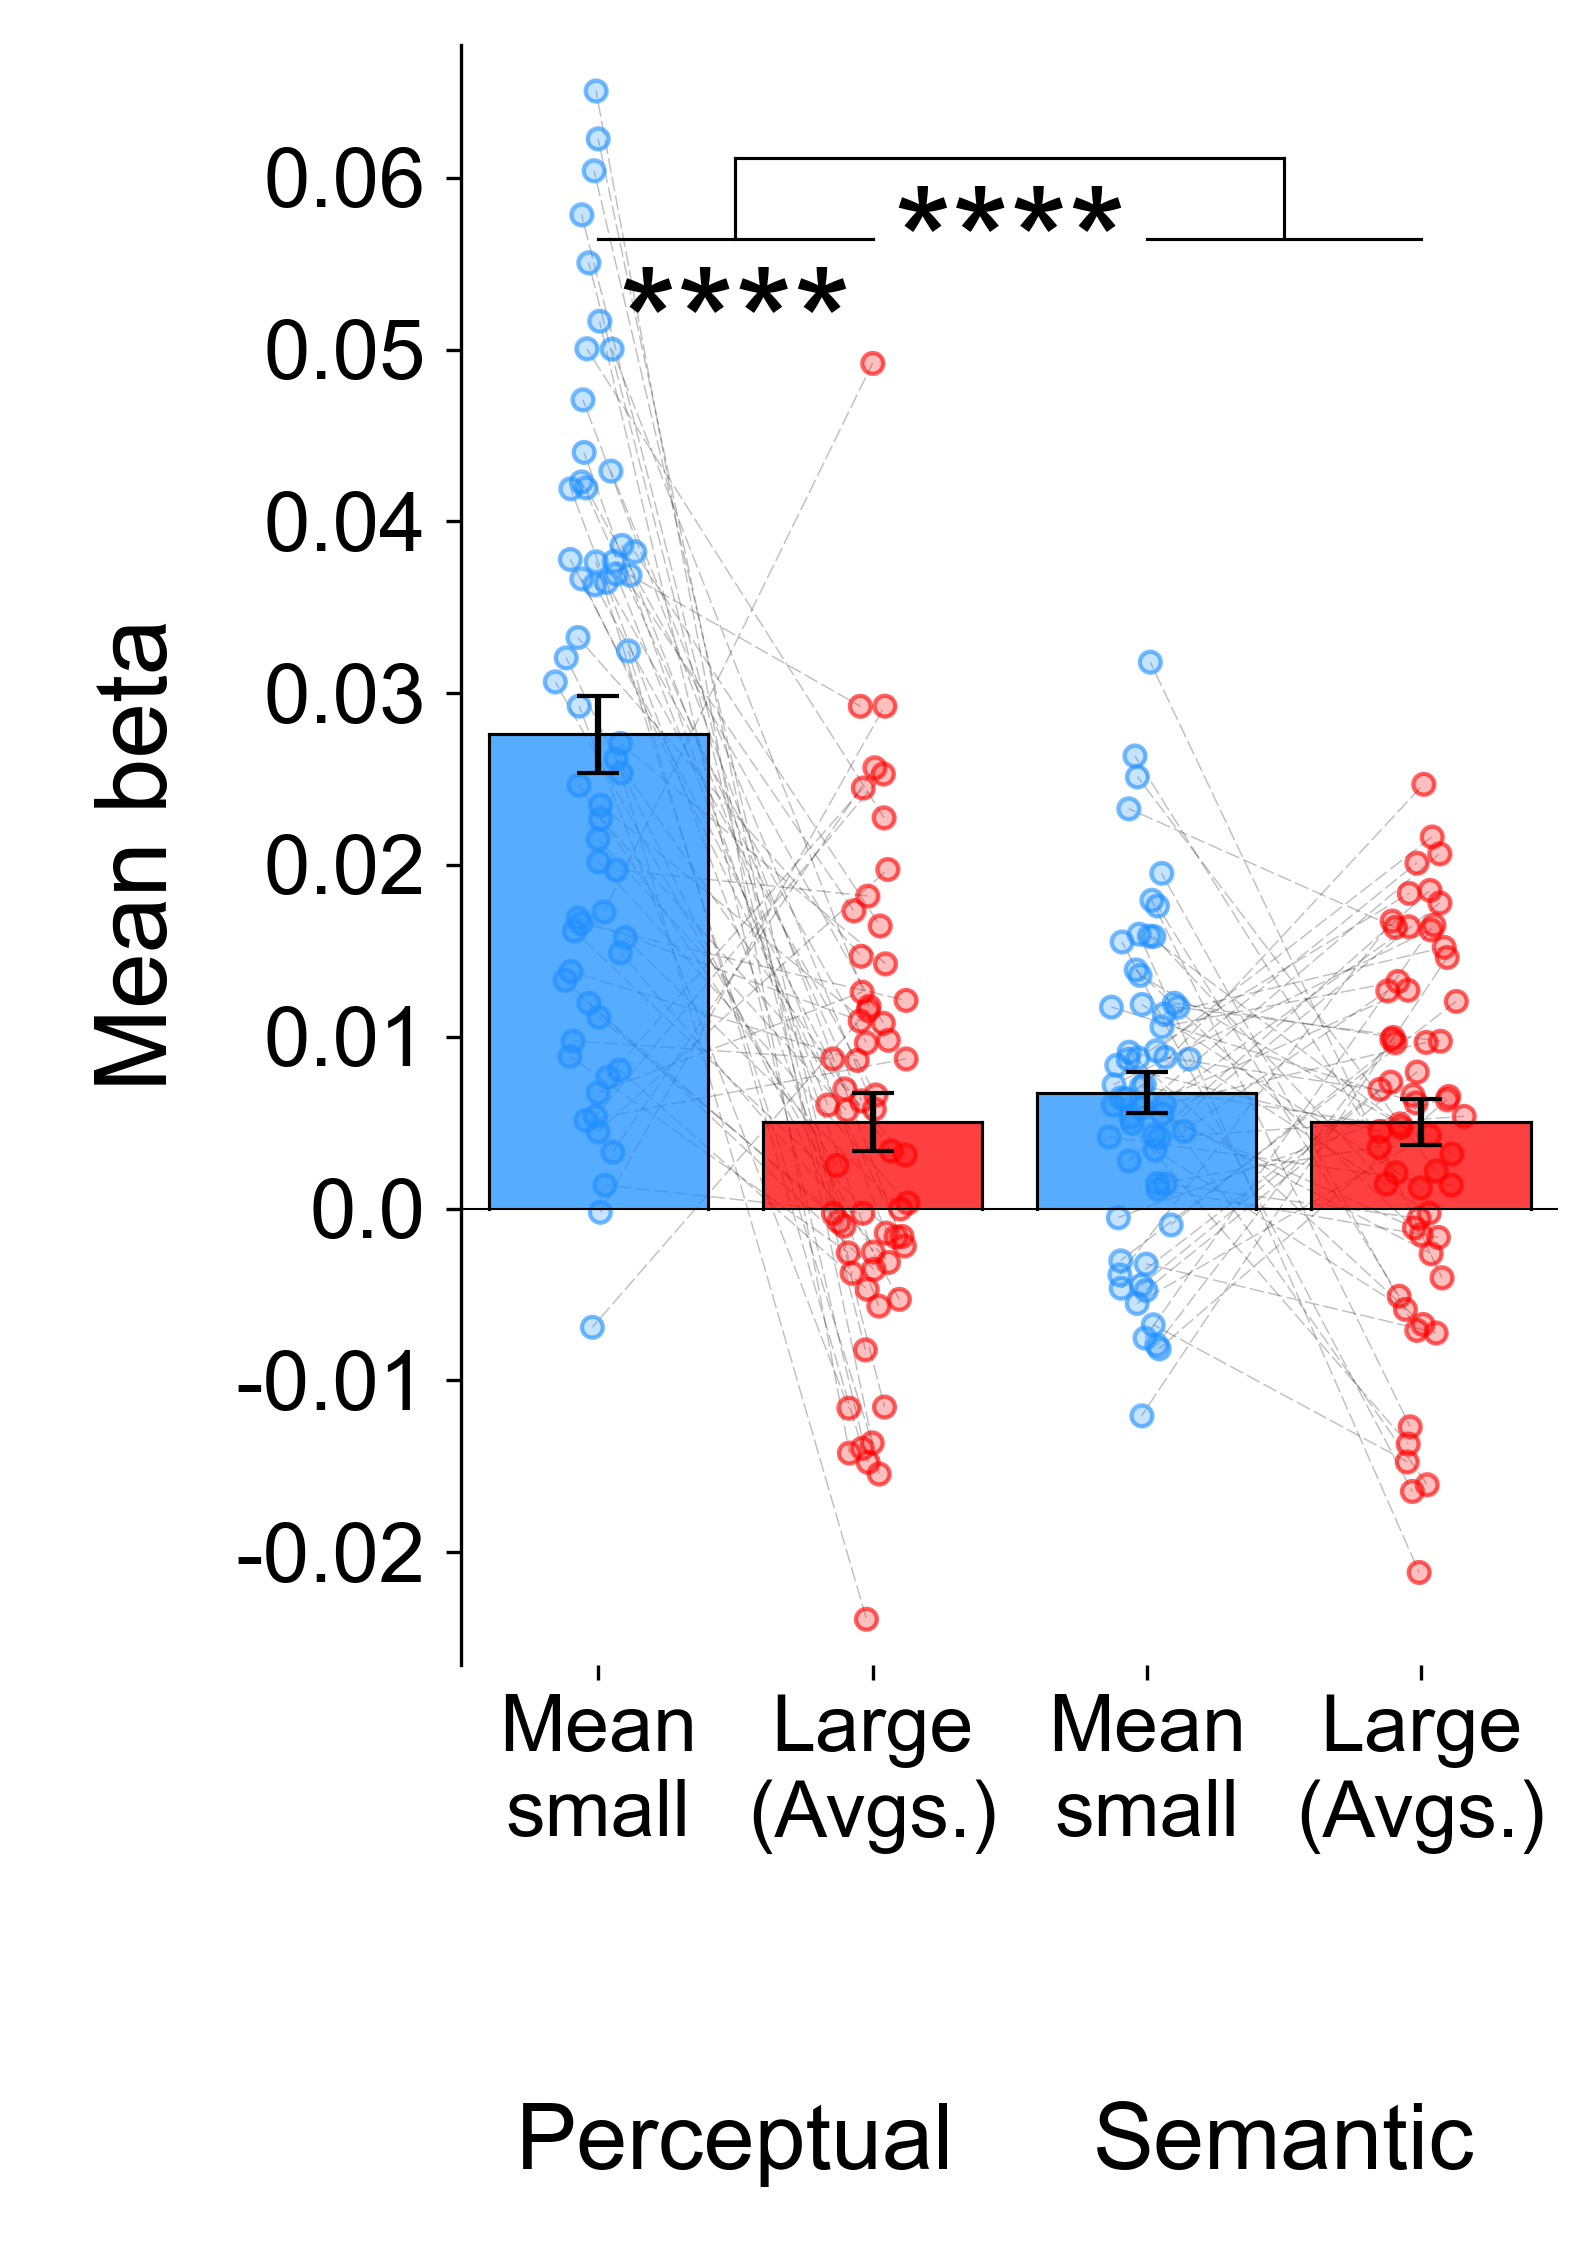 Mean beta
0.06
0.05
0.04
0.03
0.02
0.01
0.0
-0.01
-0.02
****
****
Mean small
Large (Avgs.)
Mean small
Large (Avgs.)
Perceptual
Semantic